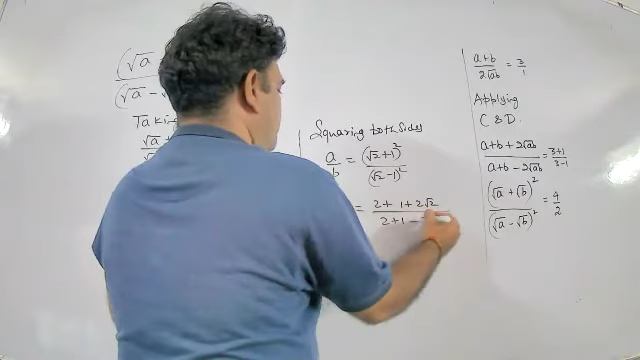 (√a
(√a -
Taking
√a
√a
Squaring both sides
a/b = (√2+1)²/(√2-1)²
= 2+1+2√2/2+1-
a+b/2√ab = 3/1
Applying
C & D.
a+b+2√ab/a+b-2√ab = 3+1/3-1
(√a+√b)²/(√a-√b)² = 4/2